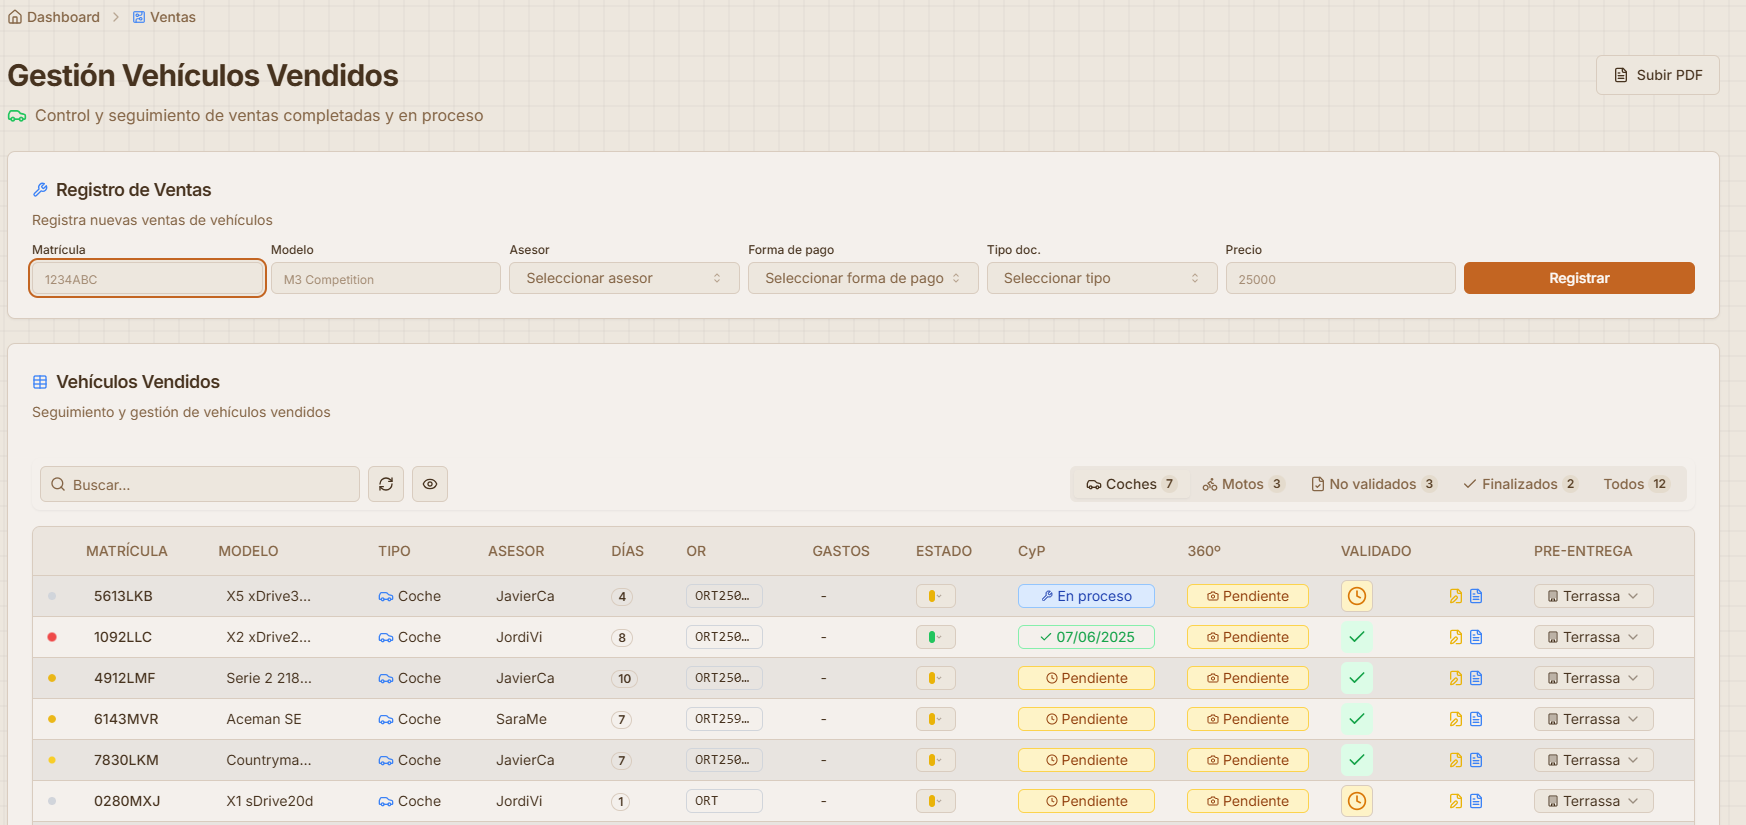 Dashboard > Ventas
Gestión Vehículos Vendidos
Subir PDF
Control y seguimiento de ventas completadas y en proceso
Registro de Ventas
Registra nuevas ventas de vehículos
Matrícula Modelo Asesor Forma de pago Tipo doc. Precio
1234ABC M3 Competition Seleccionar asesor Seleccionar forma de pago Seleccionar tipo 25000 Registrar
Vehículos Vendidos
Seguimiento y gestión de vehículos vendidos
Buscar... Coches 7 Motos 3 No validados 3 Finalizados 2 Todos 12
MATRÍCULA MODELO TIPO ASESOR DÍAS OR GASTOS ESTADO CyP 360º VALIDADO PRE-ENTREGA
5613LKB X5 xDrive3... Coche JavierCa 4 ORT250... - En proceso Pendiente Terrassa
1092LLC X2 xDrive2... Coche JordiVi 8 ORT250... - 07/06/2025 Pendiente Terrassa
4912LMF Serie 2 218... Coche JavierCa 10 ORT250... - Pendiente Pendiente Terrassa
6143MVR Aceman SE Coche SaraMe 7 ORT259... - Pendiente Pendiente Terrassa
7830LKM Countryma... Coche JavierCa 7 ORT250... - Pendiente Pendiente Terrassa
0280MXJ X1 sDrive20d Coche JordiVi 1 ORT - Pendiente Pendiente Terrassa